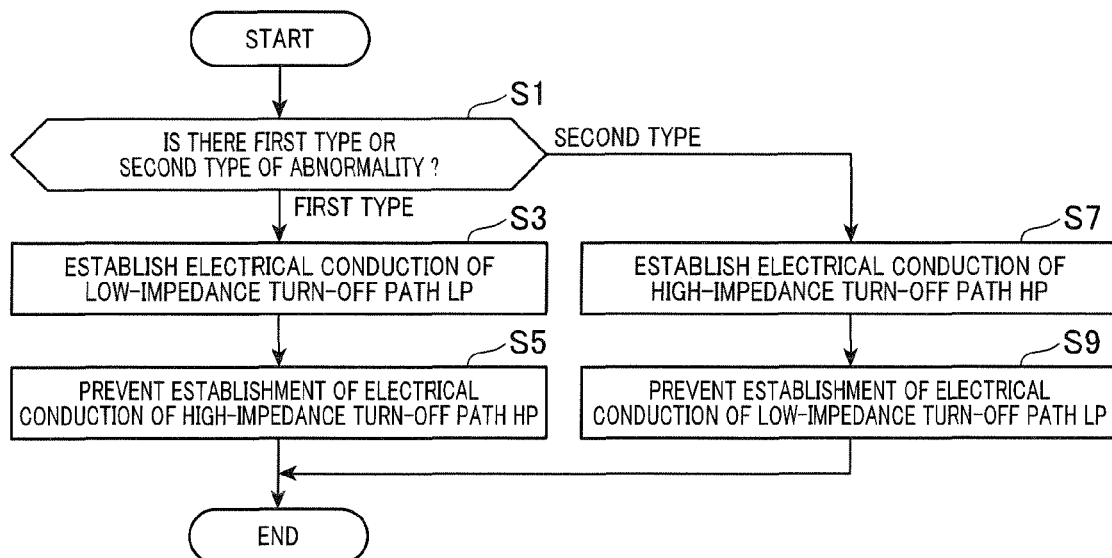 START
S1
IS THERE FIRST TYPE OR
SECOND TYPE OF ABNORMALITY ?
SECOND TYPE
FIRST TYPE
S3
ESTABLISH ELECTRICAL CONDUCTION OF
LOW-IMPEDANCE TURN-OFF PATH LP
S5
PREVENT ESTABLISHMENT OF ELECTRICAL
CONDUCTION OF HIGH-IMPEDANCE TURN-OFF PATH HP
S7
ESTABLISH ELECTRICAL CONDUCTION OF
HIGH-IMPEDANCE TURN-OFF PATH HP
S9
PREVENT ESTABLISHMENT OF ELECTRICAL
CONDUCTION OF LOW-IMPEDANCE TURN-OFF PATH LP
END